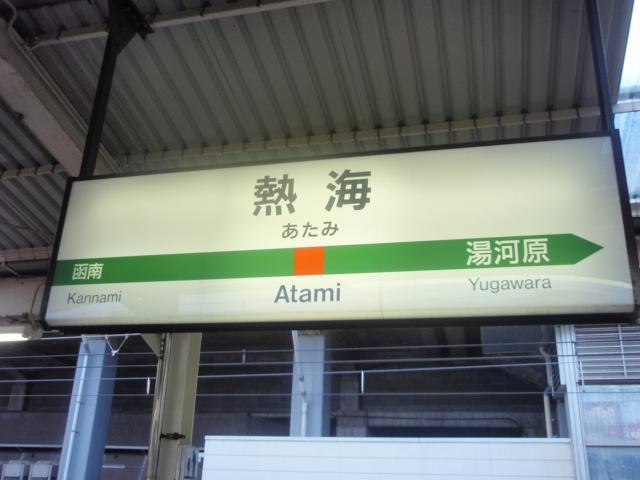 熱海
あたみ
函南
湯河原
Kannami
Atami
Yugawara